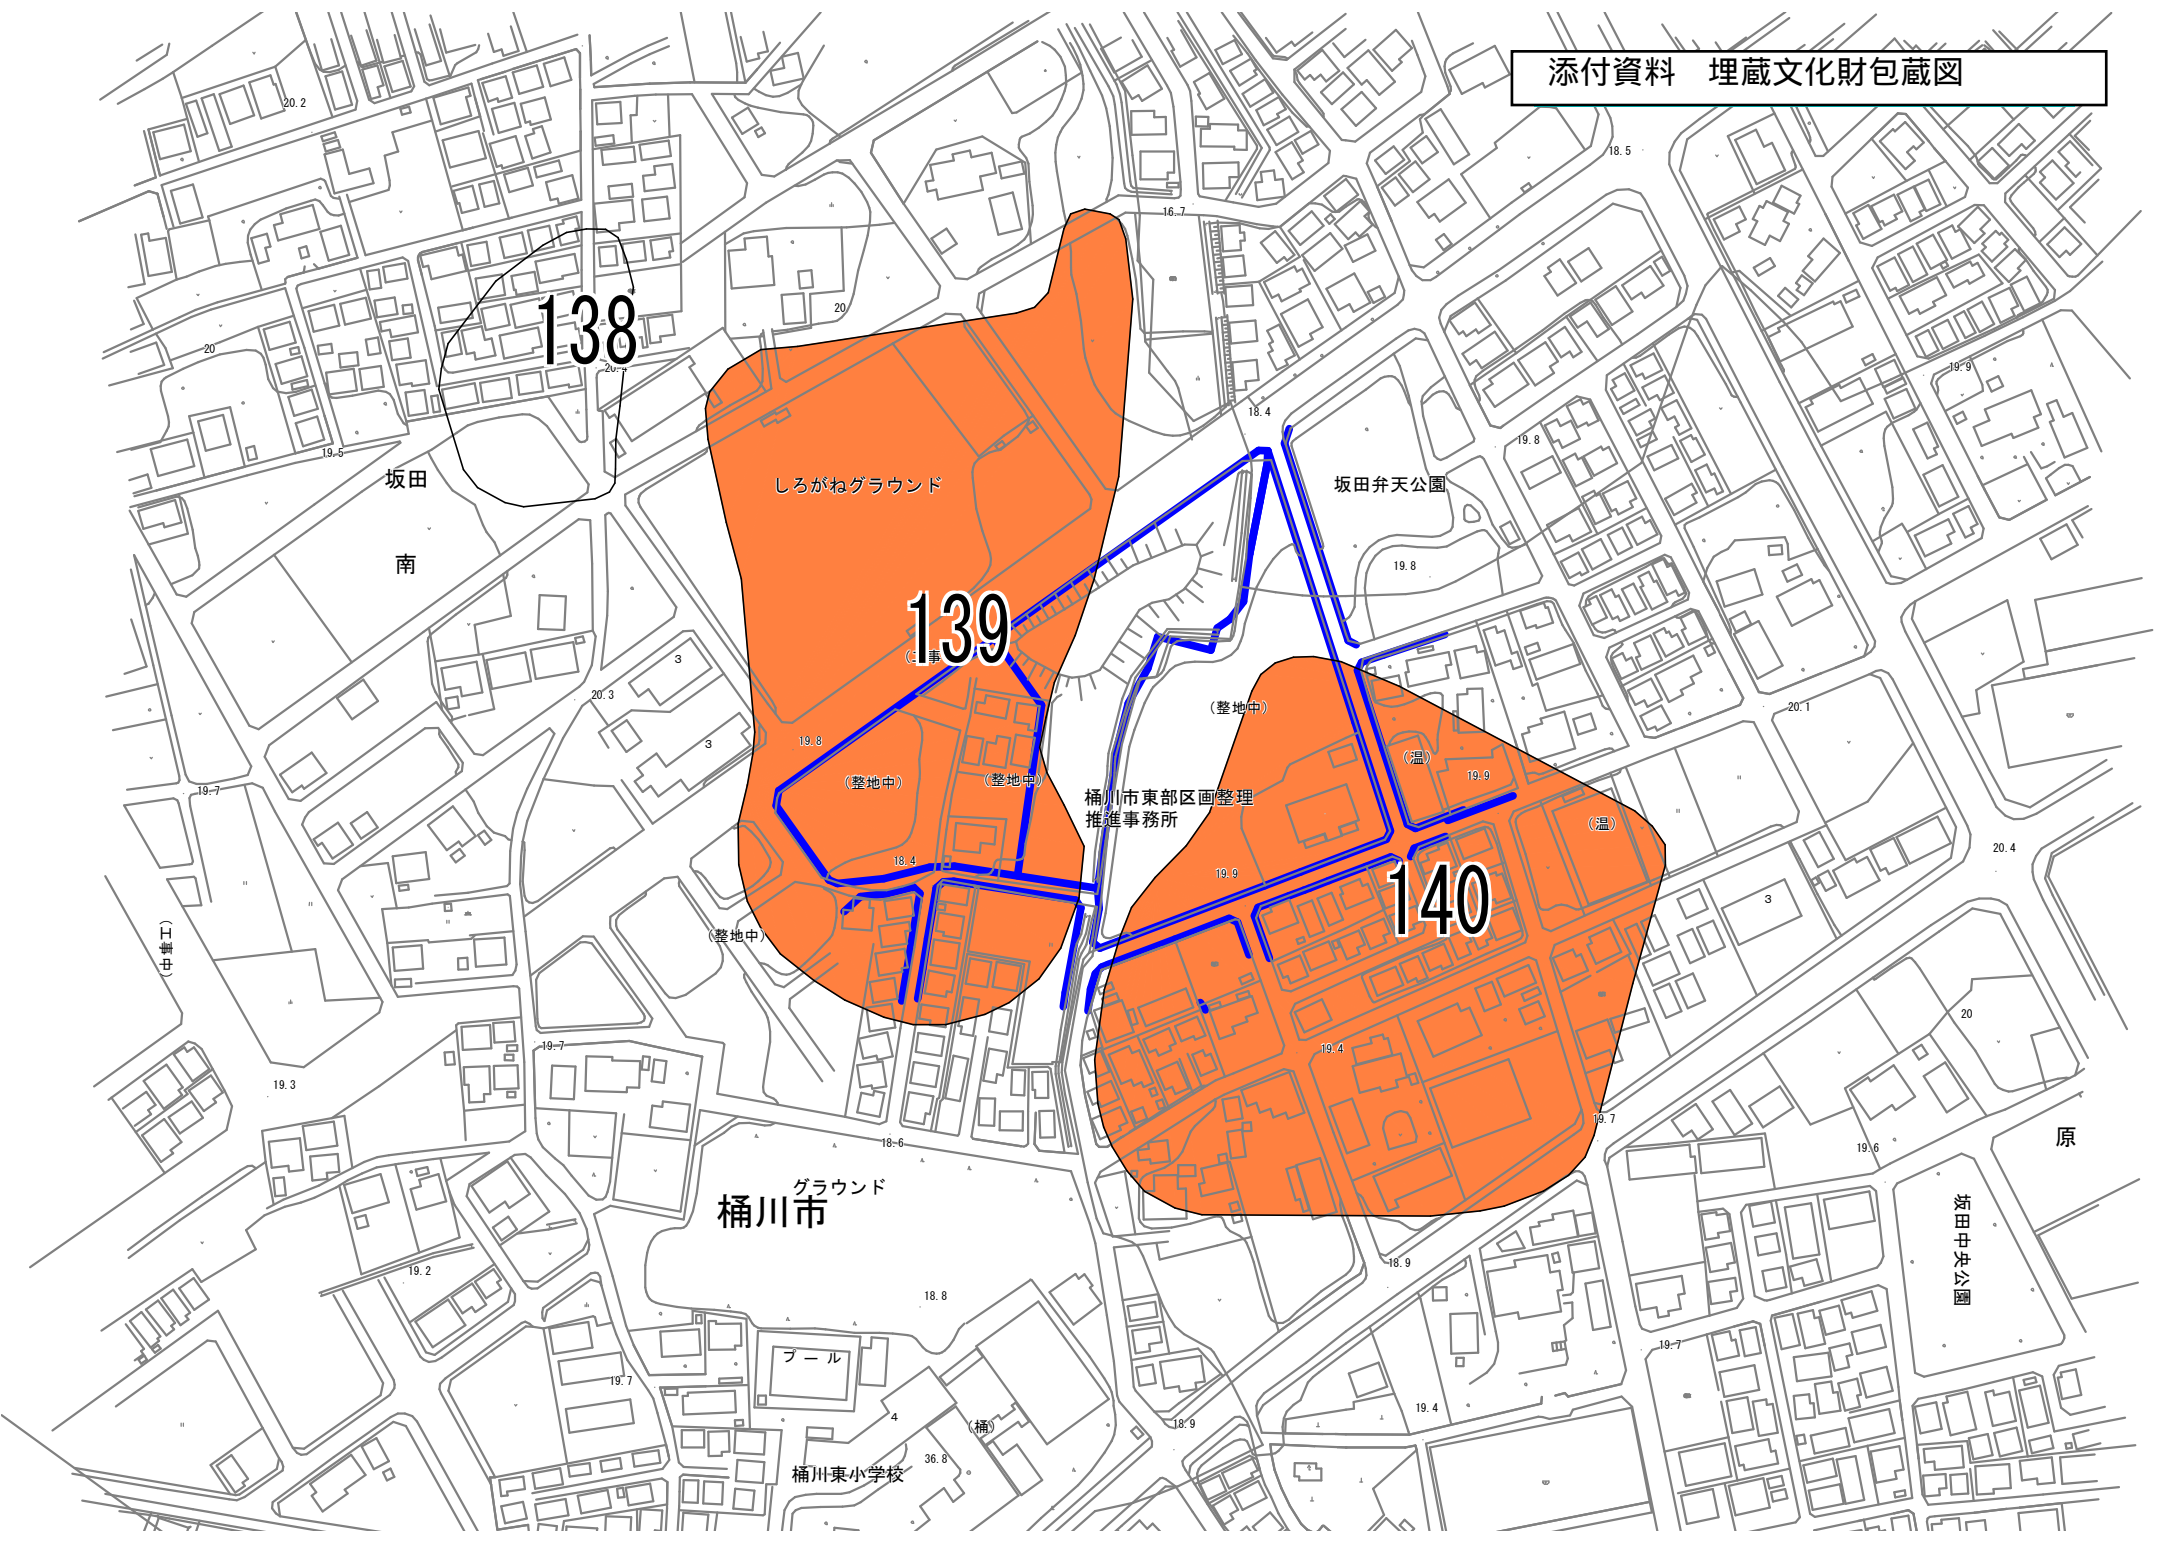 添付資料　埋蔵文化財包蔵図
20.2
18.5
16.7
138
20
20
20.4
19.9
18.4
19.8
19.5
坂田
しろがねグラウンド
坂田弁天公園
南
19.8
139
3
20.3
(整地中)
20.1
3
19.8
(温)
19.9
(整地中)
(整地中)
19.7
桶川市東部区画整理
推進事務所
(温)
20.4
18.4
19.9
140
3
(工事中)
(整地中)
20
19.7
19.4
19.3
19.7
原
18.6
19.6
グラウンド
桶川市
坂田中央公園
19.2
18.9
18.8
19.7
プール
19.7
19.4
4
(桶)
18.9
36.8
桶川東小学校